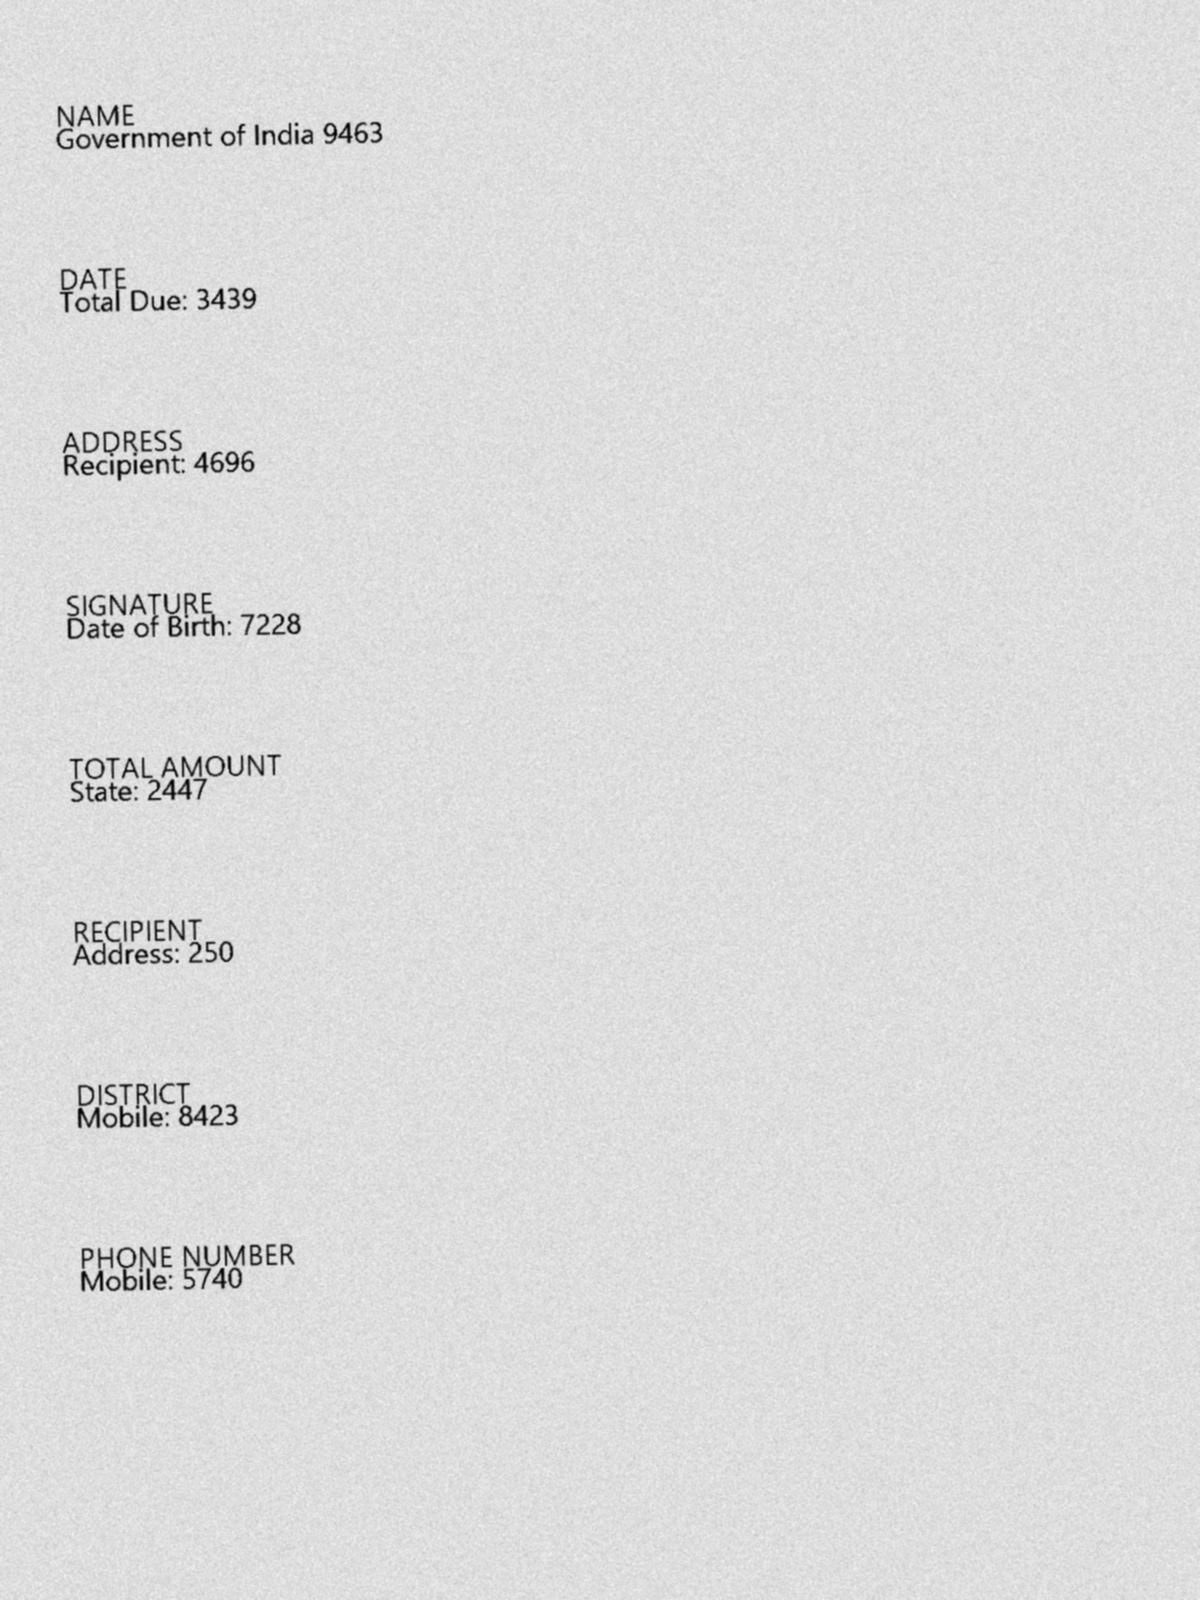 NAME
Government of India 9463
DATE
Total Due: 3439
ADDRESS
Recipient: 4696
SIGNATURE
Date of Birth: 7228
TOTAL AMOUNT
State: 2447
RECIPIENT
Address: 250
DISTRICT
Mobile: 8423
PHONE NUMBER
Mobile: 5740